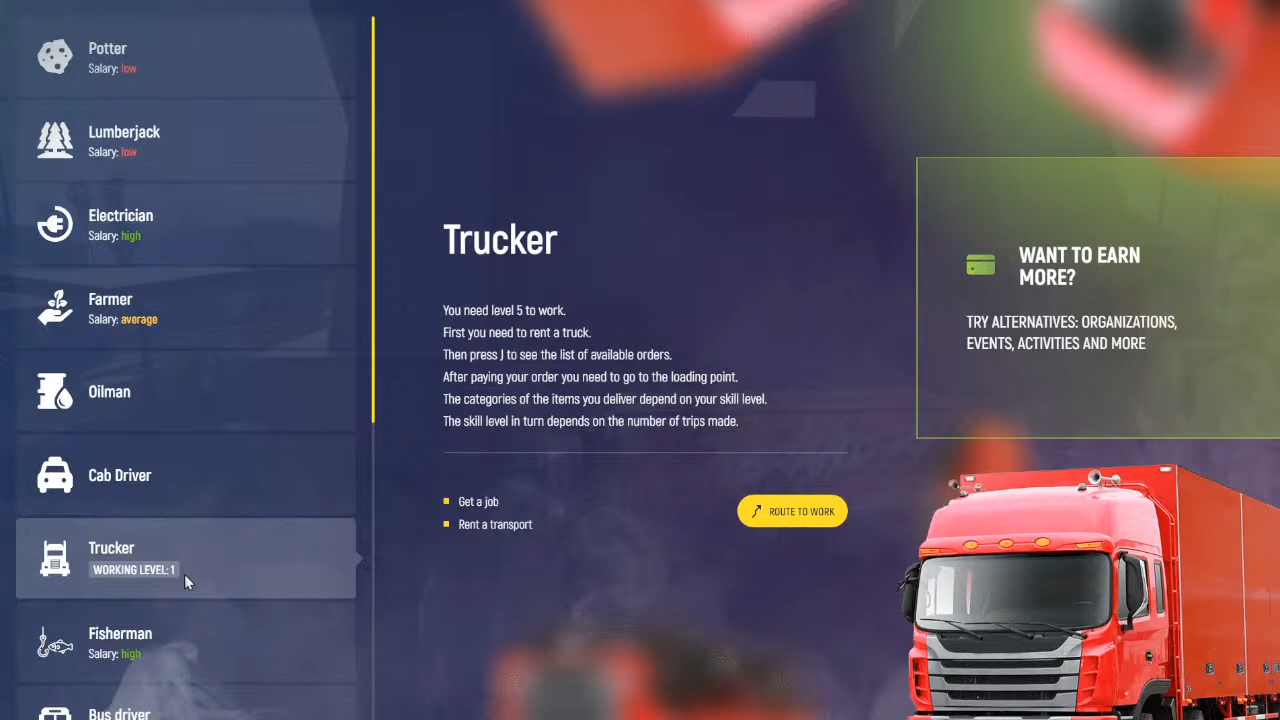 Potter
Salary: low
Lumberjack
Salary: low
Electrician
Salary: high
Farmer
Salary: average
Oilman
Cab Driver
Trucker
WORKING LEVEL: 1
Fisherman
Salary: high
Bus driver
Trucker
You need level 5 to work.
First you need to rent a truck.
Then press J to see the list of available orders.
After paying your order you need to go to the loading point.
The categories of the items you deliver depend on your skill level.
The skill level in turn depends on the number of trips made.
Get a job
Rent a transport
ROUTE TO WORK
WANT TO EARN
MORE?
TRY ALTERNATIVES: ORGANIZATIONS,
EVENTS, ACTIVITIES AND MORE